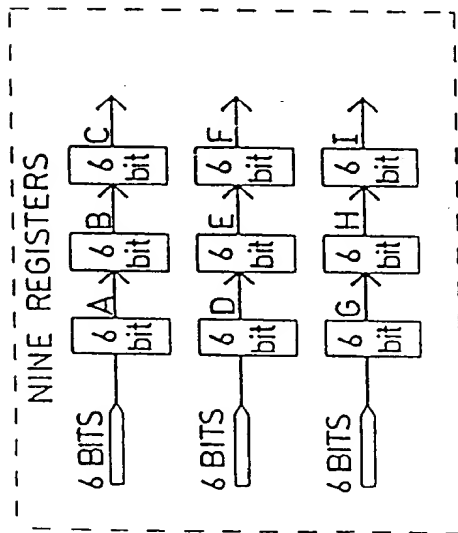 NINE REGISTERS
6 BITS
6 bit
A
6 bit
B
6 bit
C
6 BITS
6 bit
D
6 bit
E
6 bit
F
6 BITS
6 bit
G
6 bit
H
6 bit
I